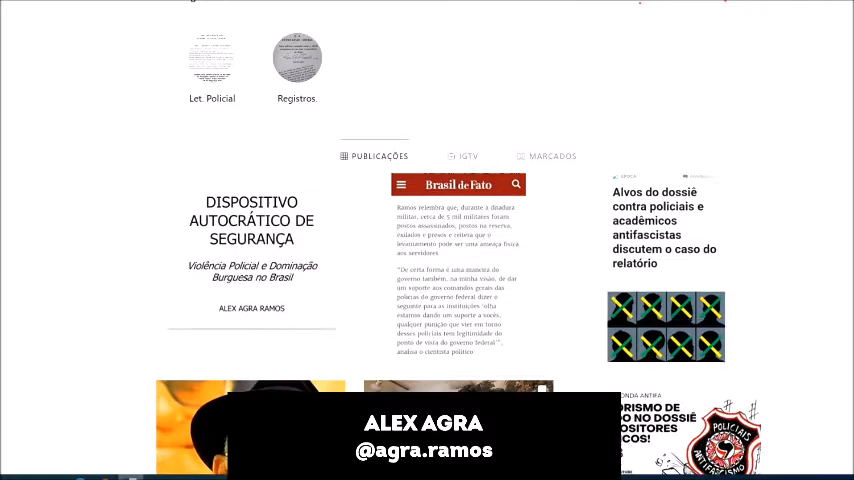 Let. Policial
Registros.
PUBLICAÇÕES
IGTV
MARCADOS
DISPOSITIVO
AUTOCRÁTICO DE
SEGURANÇA
Violência Policial e Dominação
Burguesa no Brasil
ALEX AGRA RAMOS
Brasil de Fato
Ramos relembra que, durante a ditadura
militar, cerca de 5 mil militares foram
postos assassinados, postos na reserva,
exilados e presos e reitera que o
levantamento pode ser uma ameaça física
aos servidores
"De certa forma é uma maneira do
governo também, na minha visão, de dar
um suporte aos comandos gerais das
polícias do governo federal dizer o
seguinte para as instituições 'olha
estamos dando um suporte a vocês,
qualquer punição que vier em torno
desses policiais tem legitimidade do
ponto de vista do governo federal'",
analisa o cientista político
ÉPOCA
Alvos do dossiê
contra policiais e
acadêmicos
antifascistas
discutem o caso do
relatório
ONDA ANTIFA
ORISMO DE
DO NO DOSSIÊ
OSITORES
ICOS!
POLICIAIS
ANTIFASCISMO
ALEX AGRA
@agra.ramos